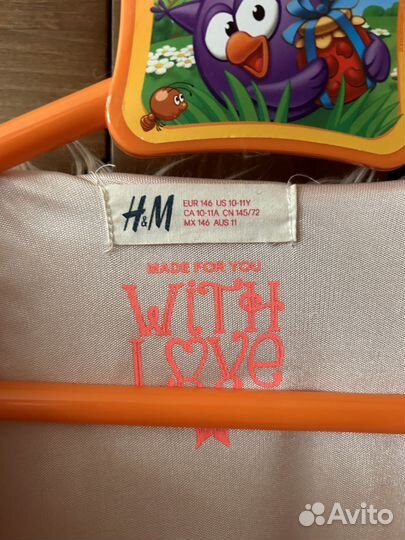 H&M
EUR 146 US 10-11Y
CA 10-11A CN 145/72
MX 146 AUS 11
MADE FOR YOU
WITH
LOVE
Avito